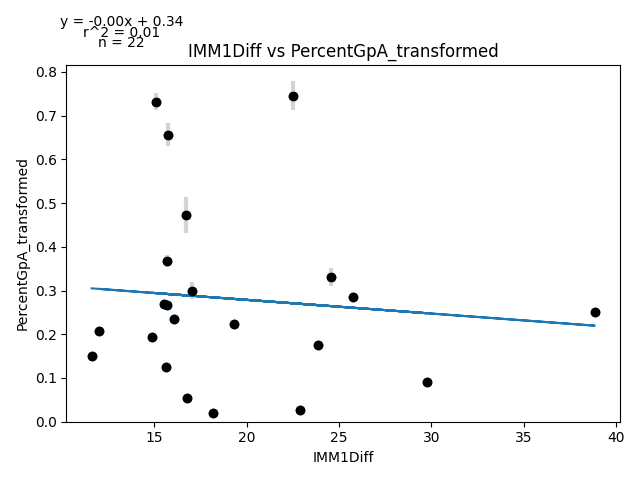 y = -0.00x + 0.34
r^2 = 0.01
n = 22
IMM1Diff vs PercentGpA_transformed
0.8
0.7
0.6
0.5
0.4
0.3
0.2
0.1
0.0
PercentGpA_transformed
15 20 25 30 35 40
IMM1Diff